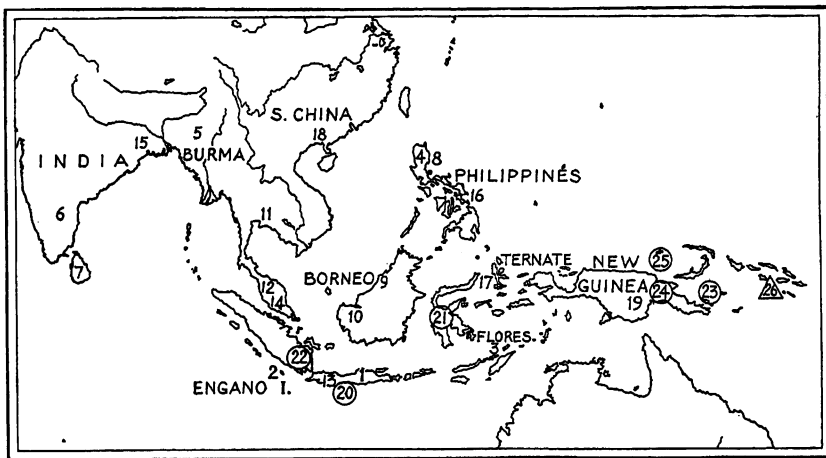 S. CHINA
18
5
15
INDIA
BURMA
4 8
PHILIPPINES
16
6
11
7
TERNATE
NEW 25
12
BORNEO 9
17
GUINEA 24 23 26
14
10
19
21
FLORES
3
22
2
1
ENGANO I.
13
20